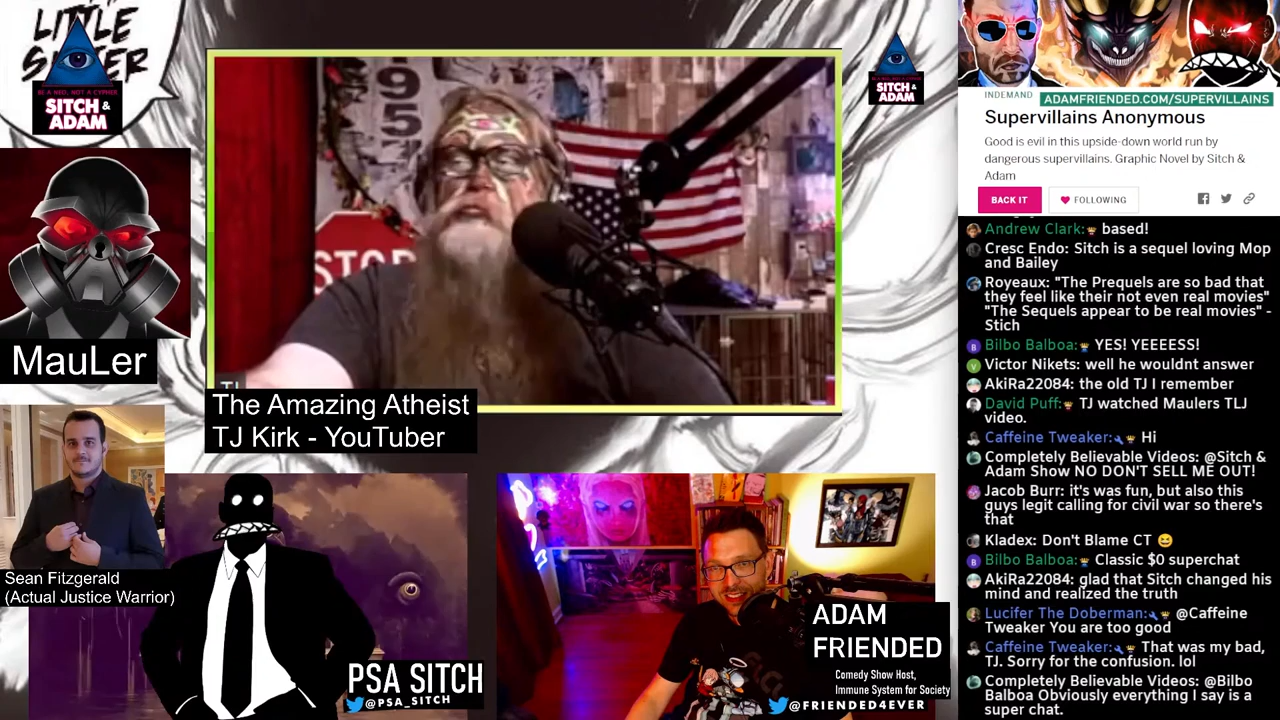 LITTLE
SISTER
BE A NEO, NOT A CYPHER
SITCH &
ADAM
MauLer
Sean Fitzgerald
(Actual Justice Warrior)
957
STOP
TJ
The Amazing Atheist
TJ Kirk - YouTuber
SITCH &
ADAM
PSA SITCH
@PSA_SITCH
ADAM
FRIENDED
Comedy Show Host,
Immune System for Society
@FRIENDED4EVER
INDEMAND
ADAMFRIENDED.COM/SUPERVILLAINS
Supervillains Anonymous
Good is evil in this upside-down world run by
dangerous supervillains. Graphic Novel by Sitch &
Adam
BACK IT
FOLLOWING
Andrew Clark: based!
Cresc Endo: Sitch is a sequel loving Mop
and Bailey
Royeaux: "The Prequels are so bad that
they feel like their not even real movies"
"The Sequels appear to be real movies" -
Stich
Bilbo Balboa: YES! YEEEESS!
Victor Nikets: well he wouldnt answer
AkiRa22084: the old TJ I remember
David Puff: TJ watched Maulers TLJ
video.
Caffeine Tweaker: Hi
Completely Believable Videos: @Sitch &
Adam Show NO DON'T SELL ME OUT!
Jacob Burr: it's was fun, but also this
guys legit calling for civil war so there's
that
Kladex: Don't Blame CT 😆
Bilbo Balboa: Classic $0 superchat
AkiRa22084: glad that Sitch changed his
mind and realized the truth
Lucifer The Doberman: @Caffeine
Tweaker You are too good
Caffeine Tweaker: That was my bad,
TJ. Sorry for the confusion. lol
Completely Believable Videos: @Bilbo
Balboa Obviously everything I say is a
super chat.